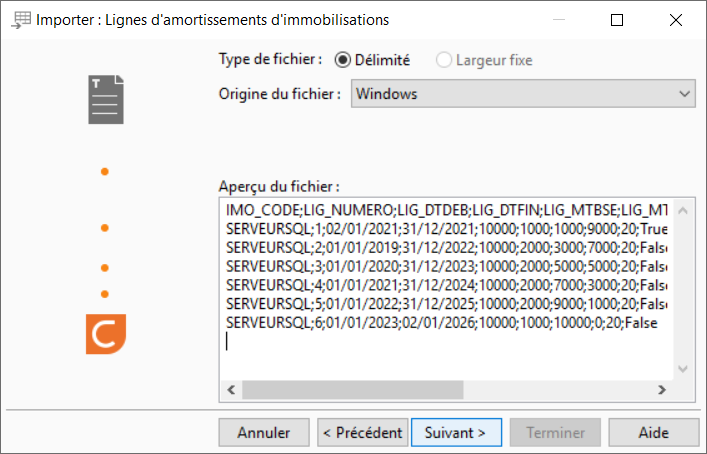 Importer : Lignes d'amortissements d'immobilisations
Type de fichier : Délimité Largeur fixe
Origine du fichier : Windows
Aperçu du fichier :
IMO_CODE;LIG_NUMERO;LIG_DTDEB;LIG_DTFIN;LIG_MTBSE;LIG_MT
SERVEURSQL;1;02/01/2021;31/12/2021;10000;1000;1000;9000;20;True
SERVEURSQL;2;01/01/2019;31/12/2022;10000;2000;3000;7000;20;False
SERVEURSQL;3;01/01/2020;31/12/2023;10000;2000;5000;5000;20;False
SERVEURSQL;4;01/01/2021;31/12/2024;10000;2000;7000;3000;20;False
SERVEURSQL;5;01/01/2022;31/12/2025;10000;2000;9000;1000;20;False
SERVEURSQL;6;01/01/2023;02/01/2026;10000;1000;10000;0;20;False
Annuler < Précédent Suivant > Terminer Aide